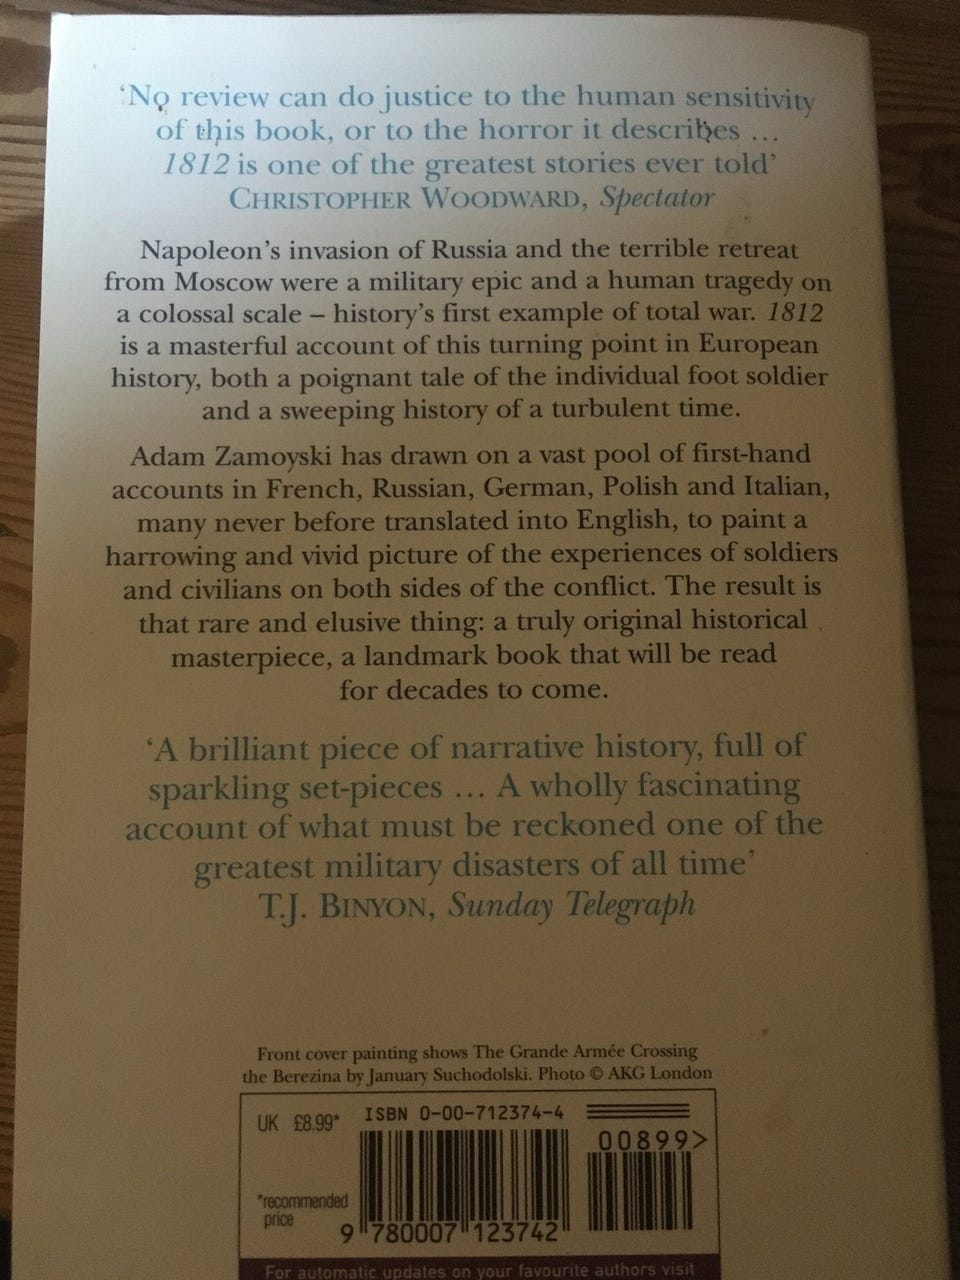 ‘No review can do justice to the human sensitivity
of this book, or to the horror it describes ...
1812 is one of the greatest stories ever told’
CHRISTOPHER WOODWARD, Spectator
Napoleon’s invasion of Russia and the terrible retreat
from Moscow were a military epic and a human tragedy on
a colossal scale – history’s first example of total war. 1812
is a masterful account of this turning point in European
history, both a poignant tale of the individual foot soldier
and a sweeping history of a turbulent time.
Adam Zamoyski has drawn on a vast pool of first-hand
accounts in French, Russian, German, Polish and Italian,
many never before translated into English, to paint a
harrowing and vivid picture of the experiences of soldiers
and civilians on both sides of the conflict. The result is
that rare and elusive thing: a truly original historical
masterpiece, a landmark book that will be read
for decades to come.
‘A brilliant piece of narrative history, full of
sparkling set-pieces ... A wholly fascinating
account of what must be reckoned one of the
greatest military disasters of all time’
T.J. BINYON, Sunday Telegraph
Front cover painting shows The Grande Armée Crossing
the Berezina by January Suchodolski. Photo © AKG London
UK £8.99*
ISBN 0-00-712374-4
00899>
*recommended
price
9 780007 123742
For automatic updates on your favourite authors visit